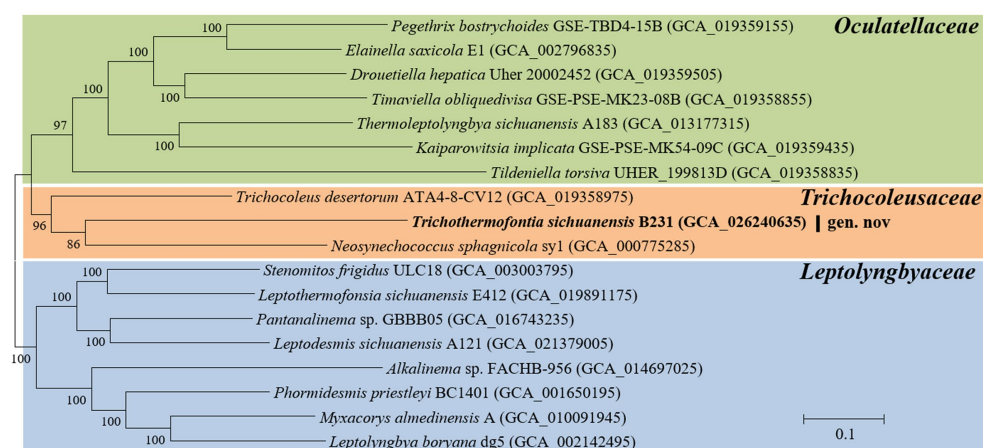 100 Pegethrix bostrychoides GSE-TBD4-15B (GCA_019359155) Oculatellaceae
100 Elainella saxicola E1 (GCA_002796835)
Drouetiella hepatica Uher 20002452 (GCA_019359505)
100
100 Timaviella obliquedivisa GSE-PSE-MK23-08B (GCA_019358855)
97 Thermoleptolyngbya sichuanensis A183 (GCA_013177315)
100 Kaiparowitsia implicata GSE-PSE-MK54-09C (GCA_019359435)
Tildeniella torsiva UHER_199813D (GCA_019358835)
Trichocoleus desertorum ATA4-8-CV12 (GCA_019358975) Trichocoleusaceae
96 Trichothermofontia sichuanensis B231 (GCA_026240635) gen. nov
86 Neosynechococcus sphagnicola sy1 (GCA_000775285)
100 Stenomitos frigidus ULC18 (GCA_003003795) Leptolyngbyaceae
100 Leptothermofonsia sichuanensis E412 (GCA_019891175)
Pantanalinema sp. GBBB05 (GCA_016743235)
100 Leptodesmis sichuanensis A121 (GCA_021379005)
100
Alkalinema sp. FACHB-956 (GCA_014697025)
100 Phormidesmis priestleyi BC1401 (GCA_001650195)
100 Myxacorys almedinensis A (GCA_010091945)
100 Leptolyngbya boryana dg5 (GCA_002142495)
0.1